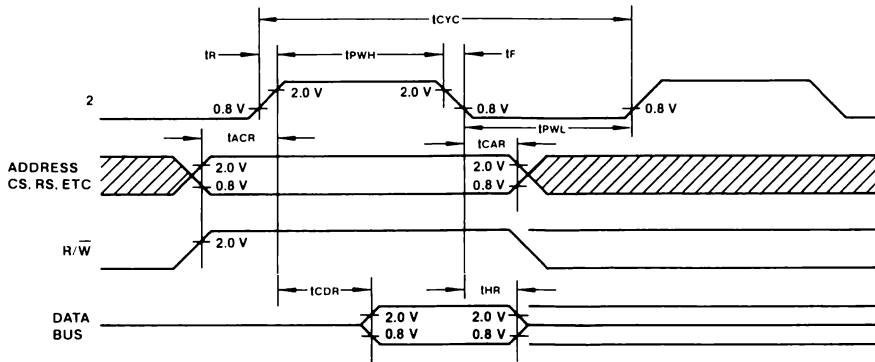 tCYC
tR tPWH tF
2 0.8 V 2.0 V 2.0 V 0.8 V 0.8 V
tACR tPWL
tCAR
ADDRESS
CS, RS, ETC
2.0 V 2.0 V
0.8 V 0.8 V
R/W̅ 2.0 V
tCDR tHR
DATA
BUS
2.0 V 2.0 V
0.8 V 0.8 V